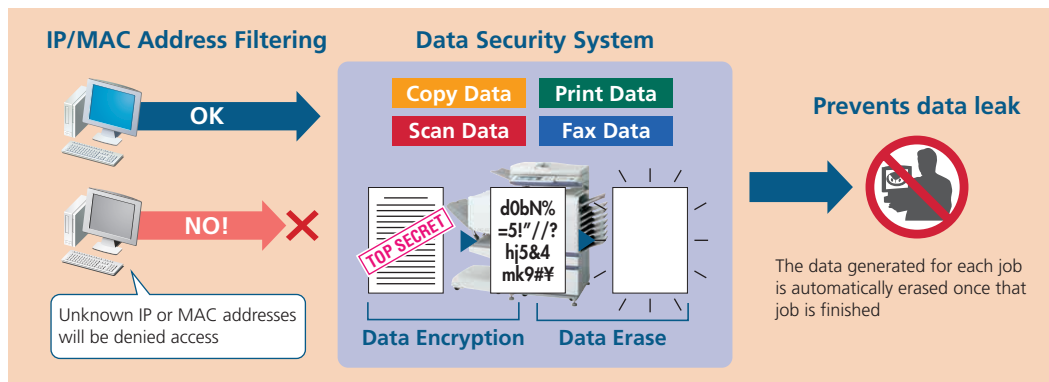 IP/MAC Address Filtering
OK
NO!
Unknown IP or MAC addresses
will be denied access
Data Security System
Copy Data
Print Data
Scan Data
Fax Data
TOP SECRET
d0bN%
=5!"//?
hj5&4
mk9#¥
Data Encryption
Data Erase
Prevents data leak
The data generated for each job
is automatically erased once that
job is finished